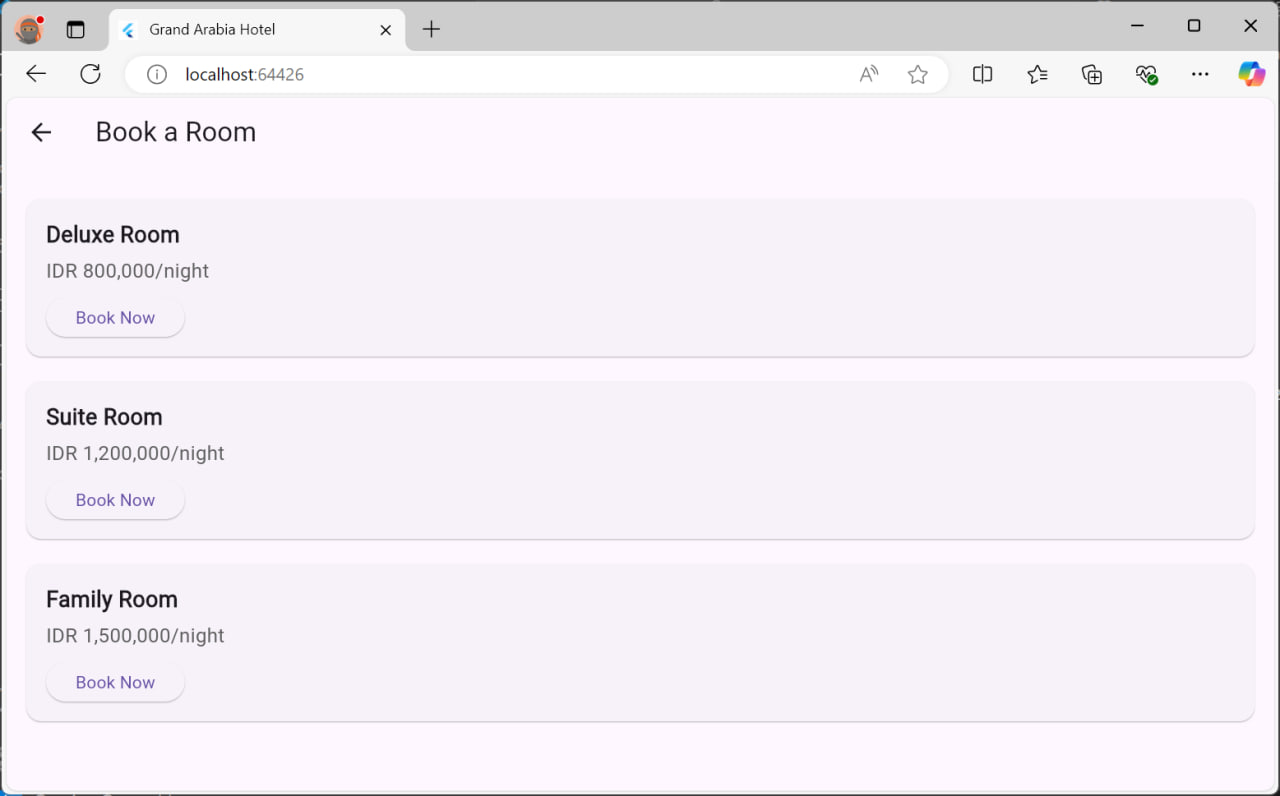 Grand Arabia Hotel
localhost:64426
Book a Room
Deluxe Room
IDR 800,000/night
Book Now
Suite Room
IDR 1,200,000/night
Book Now
Family Room
IDR 1,500,000/night
Book Now